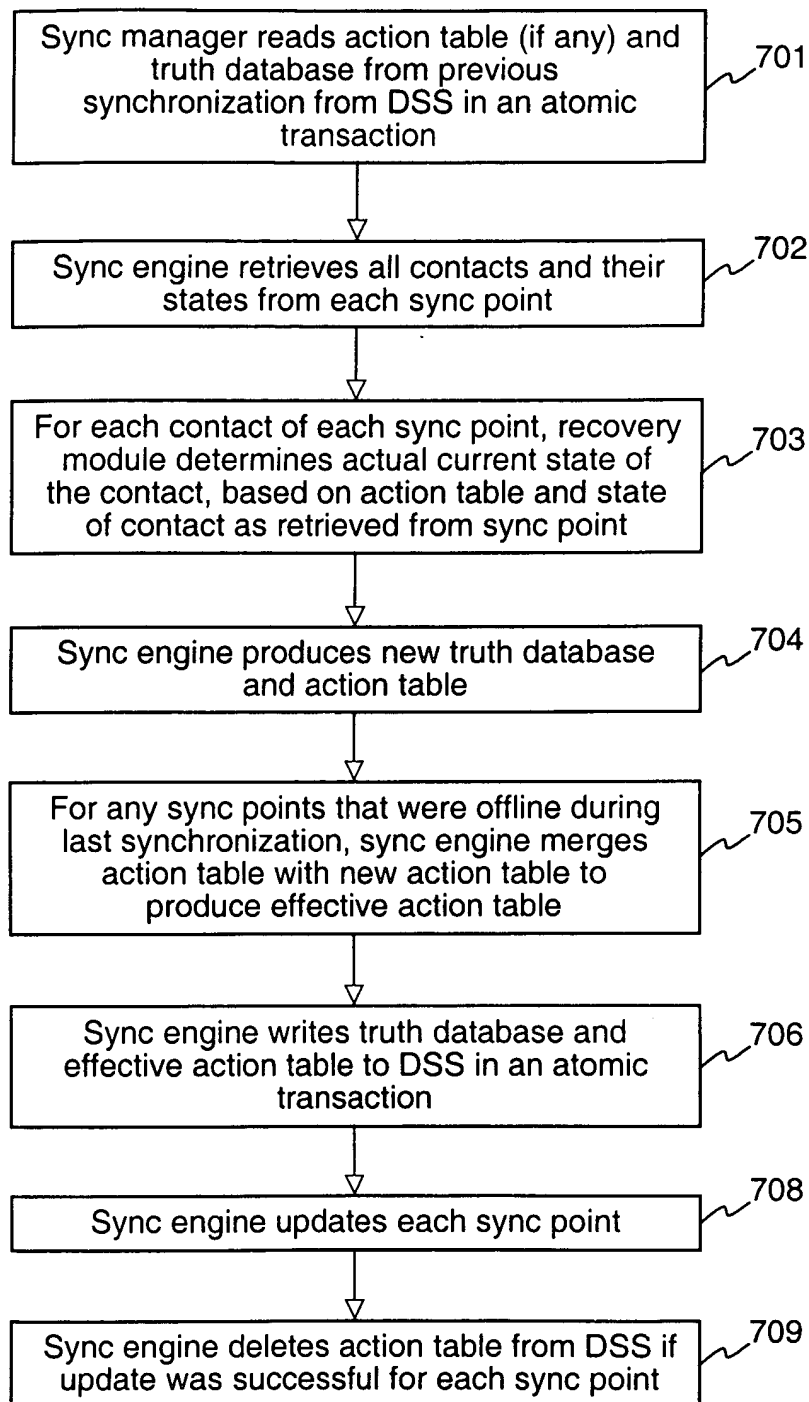 Sync manager reads action table (if any) and
truth database from previous
synchronization from DSS in an atomic
transaction
701
Sync engine retrieves all contacts and their
states from each sync point
702
For each contact of each sync point, recovery
module determines actual current state of
the contact, based on action table and state
of contact as retrieved from sync point
703
Sync engine produces new truth database
and action table
704
For any sync points that were offline during
last synchronization, sync engine merges
action table with new action table to
produce effective action table
705
Sync engine writes truth database and
effective action table to DSS in an atomic
transaction
706
Sync engine updates each sync point
708
Sync engine deletes action table from DSS if
update was successful for each sync point
709